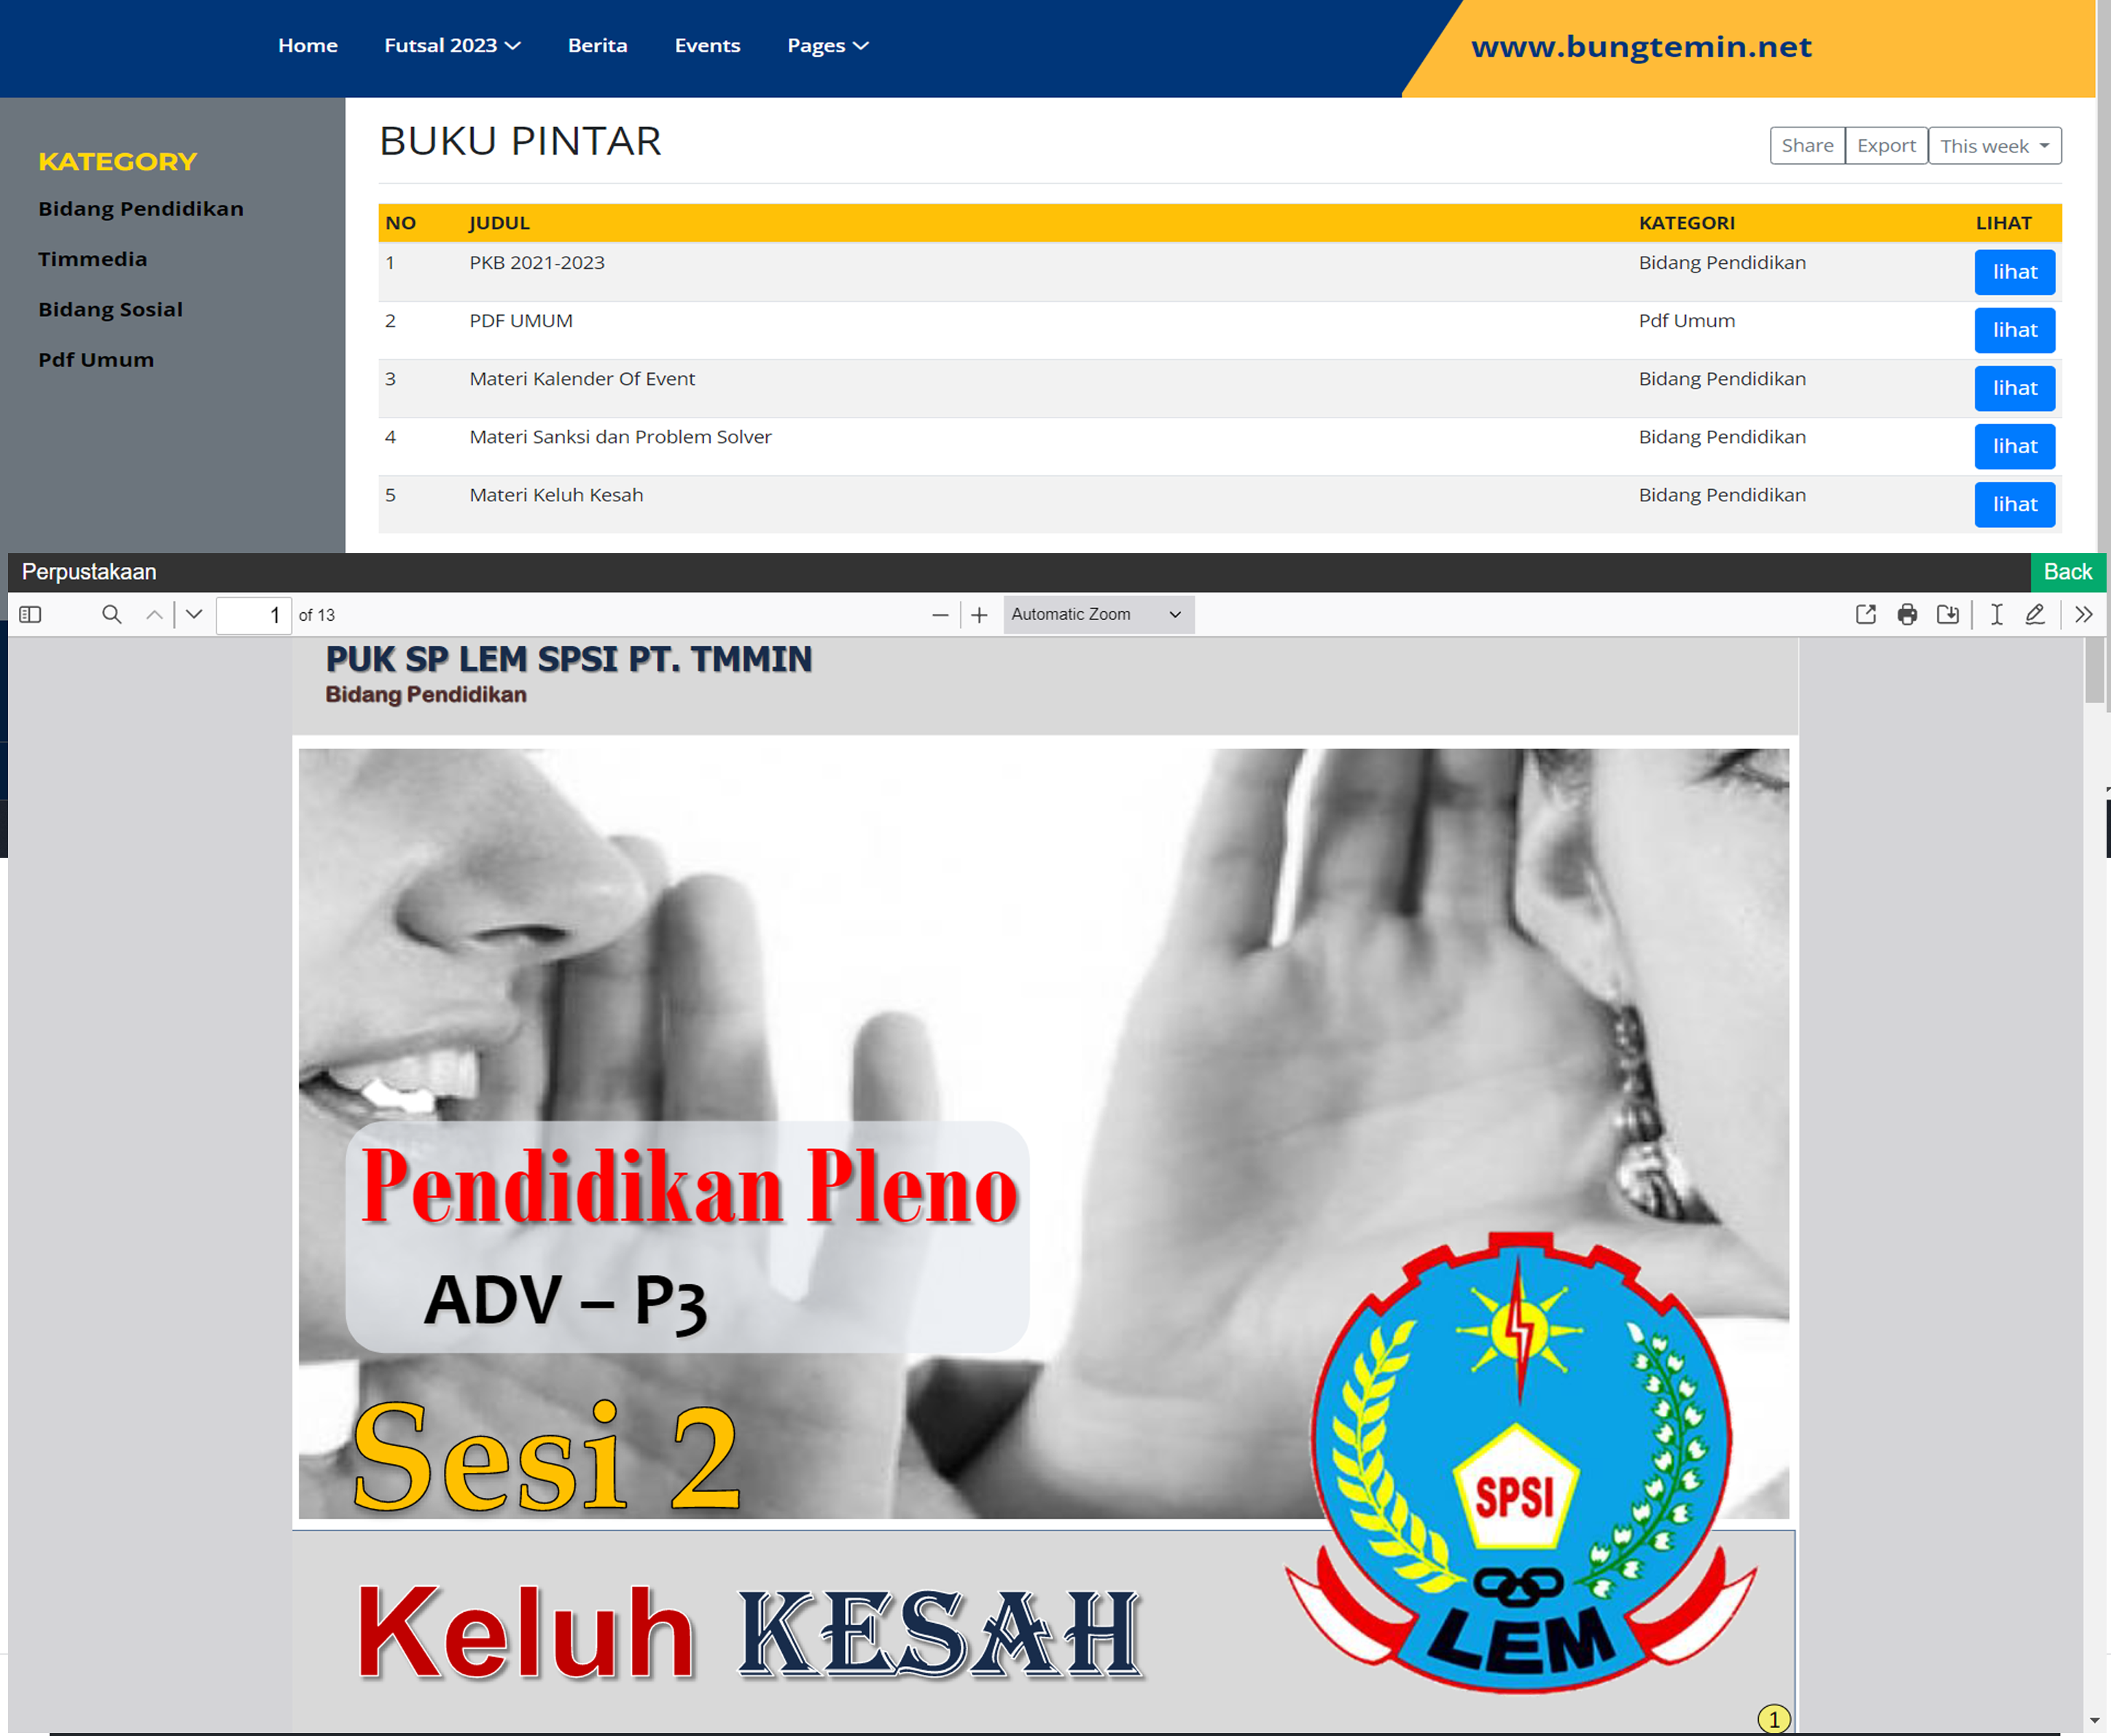 Home Futsal 2023 Berita Events Pages www.bungtemin.net
KATEGORY
Bidang Pendidikan
Timmedia
Bidang Sosial
Pdf Umum
BUKU PINTAR
Share Export This week
NO JUDUL KATEGORI LIHAT
1 PKB 2021-2023 Bidang Pendidikan lihat
2 PDF UMUM Pdf Umum lihat
3 Materi Kalender Of Event Bidang Pendidikan lihat
4 Materi Sanksi dan Problem Solver Bidang Pendidikan lihat
5 Materi Keluh Kesah Bidang Pendidikan lihat
Perpustakaan Back
1 of 13 Automatic Zoom
PUK SP LEM SPSI PT. TMMIN
Bidang Pendidikan
Pendidikan Pleno
ADV – P3
Sesi 2
SPSI
LEM
Keluh KESAH
1